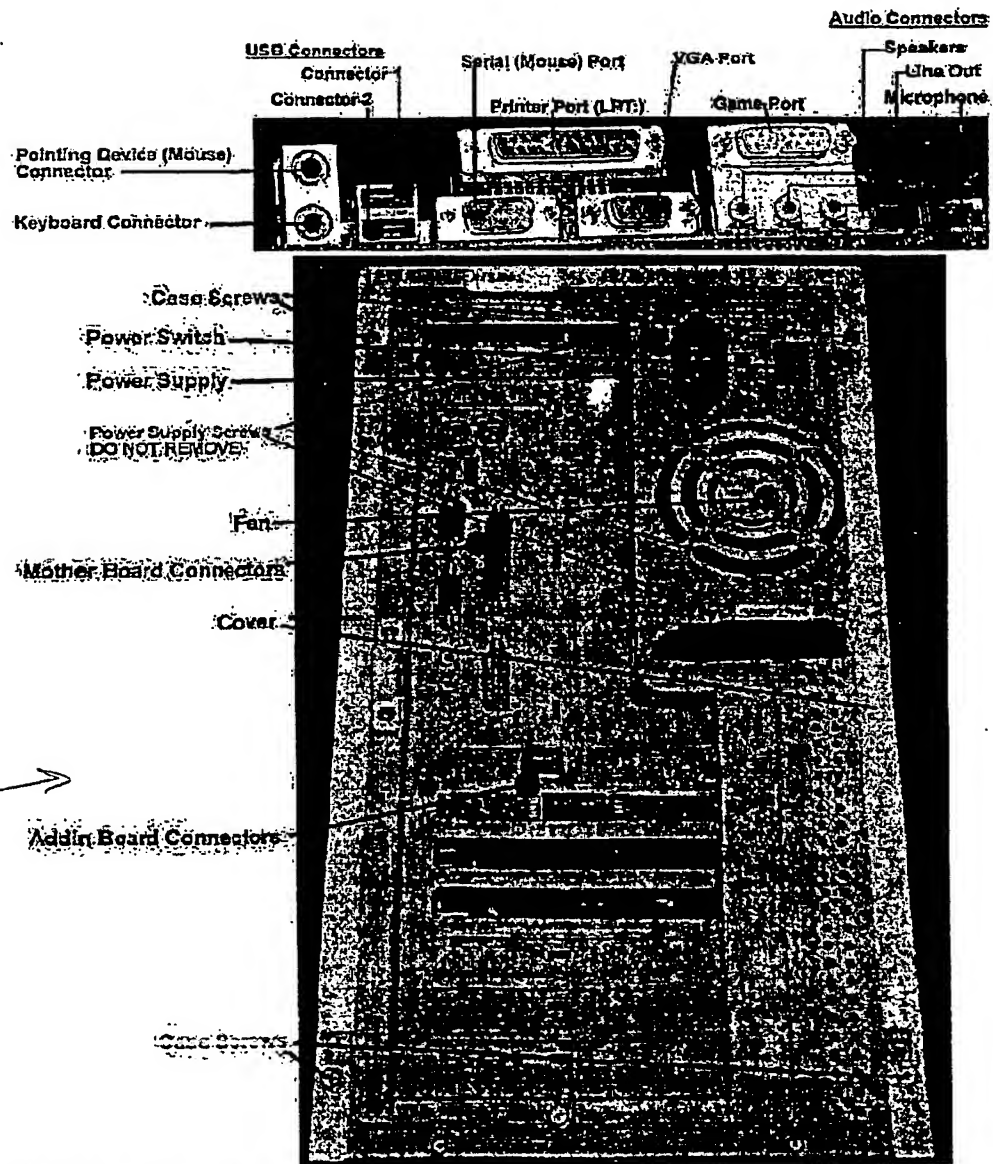 Audio Connectors
USB Connectors
Speakers
Connector 1
Serial (Mouse) Port
VGA Port
Line Out
Connector 2
Printer Port (LPT:)
Game Port
Microphone
Pointing Device (Mouse)
Connector
Keyboard Connector
Case Screws
Power Switch
Power Supply
Power Supply Screws
DO NOT REMOVE
Fan
Mother Board Connectors
Cover
Addin Board Connectors
Case Screws